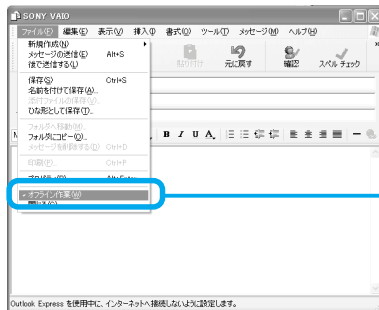 SONY VAIO
ファイル(F) 編集(E) 表示(V) 挿入(I) 書式(O) ツール(T) メッセージ(M) ヘルプ(H)
新規作成(N)
メッセージの送信(E) Alt+S
後で送信する(L)
貼り付け 元に戻す 確認 スペル チェック
保存(S) Ctrl+S
名前を付けて保存(A)...
添付ファイルの保存(V)...
ひな形として保存(T)...
フォルダへ移動(M)...
フォルダにコピー(O)...
B I U A
メッセージを削除する(D) Ctrl+D
印刷(P)... Ctrl+P
プロパティ(R) Alt+Enter
オフライン作業(W)
閉じる(C)
Outlook Express を使用中に、インターネットへ接続しないように設定します。